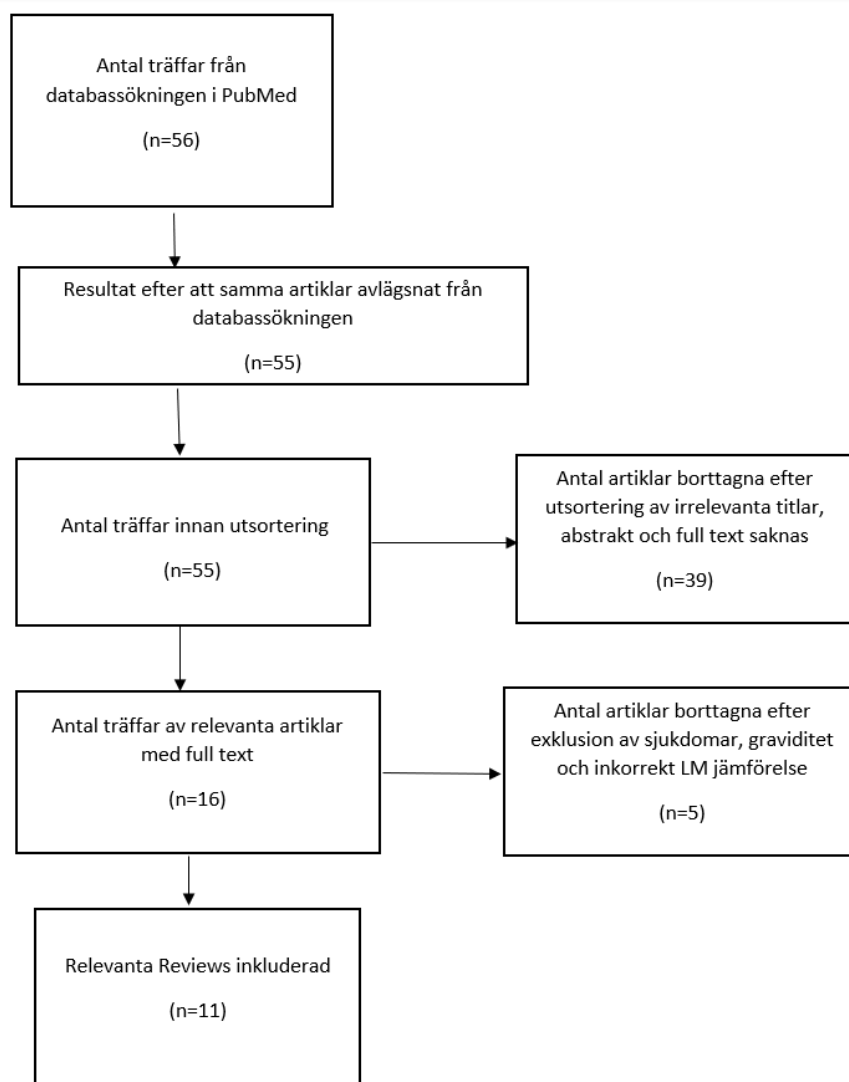 Antal träffar från
databassökningen i PubMed
(n=56)
Resultat efter att samma artiklar avlägsnat från
databassökningen
(n=55)
Antal träffar innan utsortering
(n=55)
Antal artiklar borttagna efter
utsortering av irrelevanta titlar,
abstrakt och full text saknas
(n=39)
Antal träffar av relevanta artiklar
med full text
(n=16)
Antal artiklar borttagna efter
exklusion av sjukdomar, graviditet
och inkorrekt LM jämförelse
(n=5)
Relevanta Reviews inkluderad
(n=11)